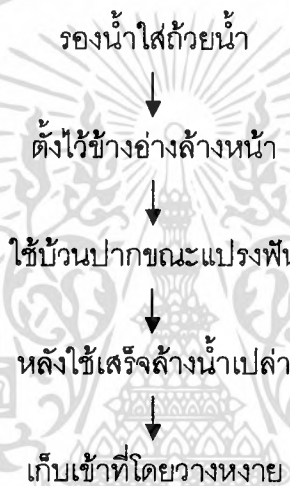 รองน้ำใส่ถ้วยน้ำ
ตั้งไว้ข้างอ่างล้างหน้า
ใช้บ้วนปากขณะแปรงฟัน
หลังใช้เสร็จล้างน้ำเปล่า
เก็บเข้าที่โดยวางหงาย